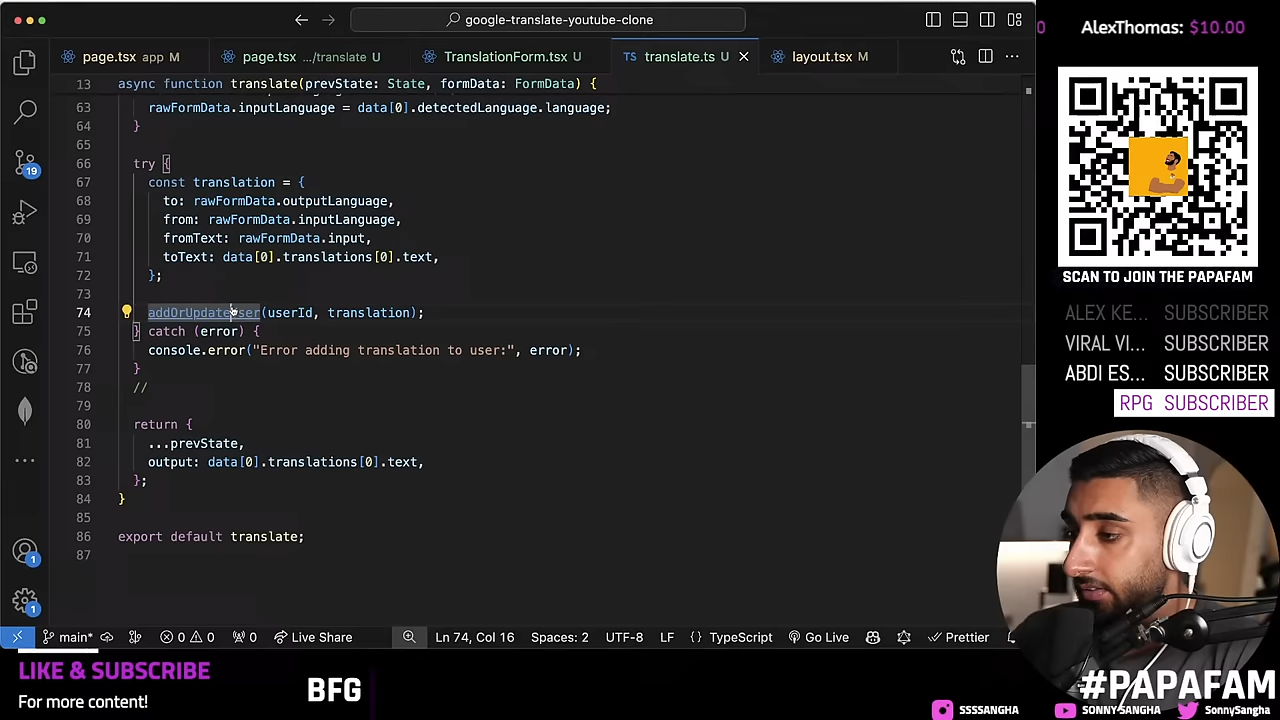 google-translate-youtube-clone
page.tsx app M
page.tsx .../translate U
TranslationForm.tsx U
TS translate.ts U
layout.tsx M
13 async function translate(prevState: State, formData: FormData) {
63 rawFormData.inputLanguage = data[0].detectedLanguage.language;
64 }
65
66 try {
67 const translation = {
68 to: rawFormData.outputLanguage,
69 from: rawFormData.inputLanguage,
70 fromText: rawFormData.input,
71 toText: data[0].translations[0].text,
72 };
73
74 addOrUpdateUser(userId, translation);
75 } catch (error) {
76 console.error("Error adding translation to user:", error);
77 }
78 //
79
80 return {
81 ...prevState,
82 output: data[0].translations[0].text,
83 };
84 }
85
86 export default translate;
87
19
1
1
main* 0 0 0 Live Share Ln 74, Col 16 Spaces: 2 UTF-8 LF {} TypeScript Go Live Prettier
0 AlexThomas: $10.00
SCAN TO JOIN THE PAPAFAM
ALEX KE... SUBSCRIBER
VIRAL VI... SUBSCRIBER
ABDI ES... SUBSCRIBER
RPG SUBSCRIBER
LIKE & SUBSCRIBE
For more content!
BFG
#PAPAFAM
SSSSANGHA SONNY SANGHA SonnySangha